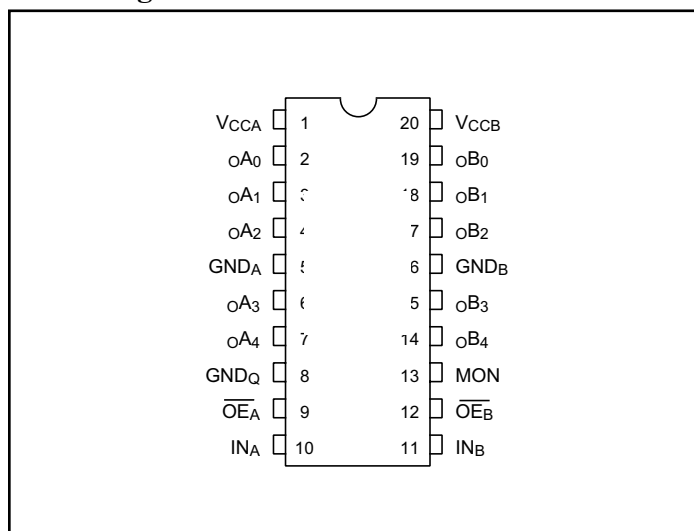 VCCA 1 20 VCCB
OA0 2 19 OB0
OA1 18 OB1
OA2 7 OB2
GNDA 6 GNDB
OA3 5 OB3
OA4 7 14 OB4
GNDQ 8 13 MON
OEA 9 12 OEB
INA 10 11 INB